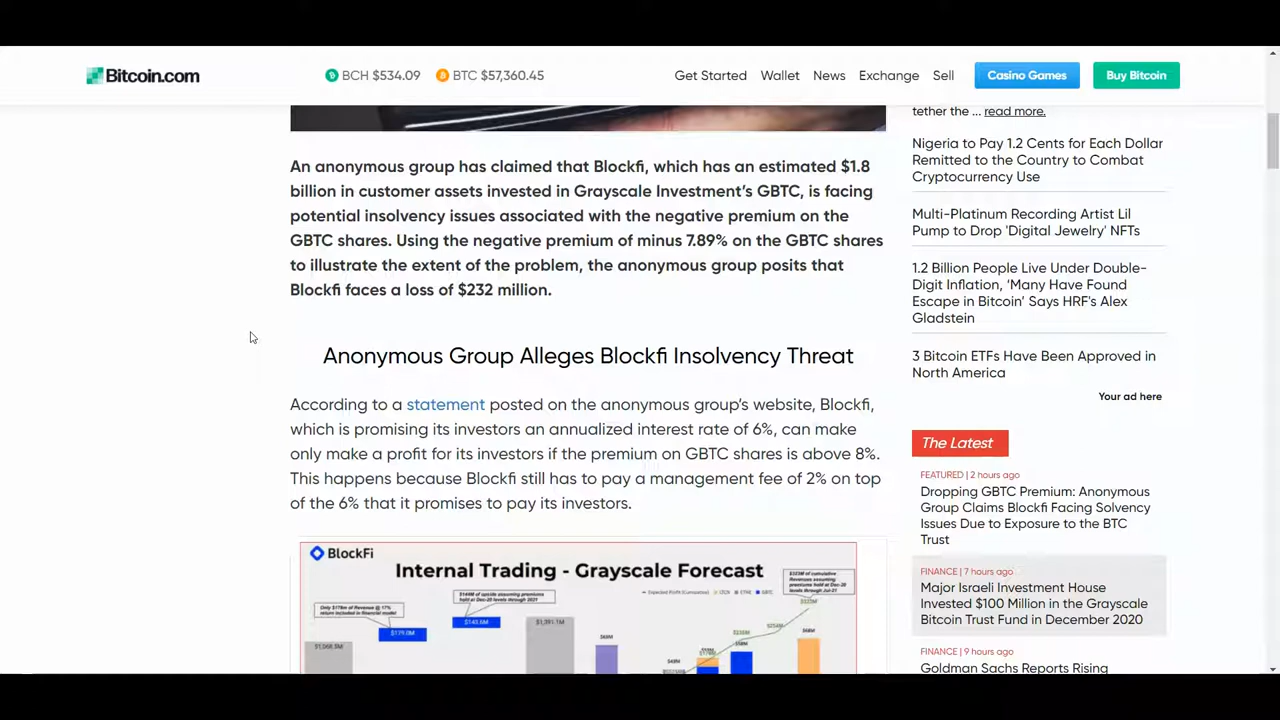 Bitcoin.com
BCH $534.09
BTC $57,360.45
Get Started
Wallet
News
Exchange
Sell
Casino Games
Buy Bitcoin
An anonymous group has claimed that Blockfi, which has an estimated $1.8
billion in customer assets invested in Grayscale Investment's GBTC, is facing
potential insolvency issues associated with the negative premium on the
GBTC shares. Using the negative premium of minus 7.89% on the GBTC shares
to illustrate the extent of the problem, the anonymous group posits that
Blockfi faces a loss of $232 million.
Anonymous Group Alleges Blockfi Insolvency Threat
According to a statement posted on the anonymous group's website, Blockfi,
which is promising its investors an annualized interest rate of 6%, can make
only make a profit for its investors if the premium on GBTC shares is above 8%.
This happens because Blockfi still has to pay a management fee of 2% on top
of the 6% that it promises to pay its investors.
BlockFi
Internal Trading - Grayscale Forecast
tether the ... read more.
Nigeria to Pay 1.2 Cents for Each Dollar
Remitted to the Country to Combat
Cryptocurrency Use
Multi-Platinum Recording Artist Lil
Pump to Drop 'Digital Jewelry' NFTs
1.2 Billion People Live Under Double-
Digit Inflation, 'Many Have Found
Escape in Bitcoin' Says HRF's Alex
Gladstein
3 Bitcoin ETFs Have Been Approved in
North America
Your ad here
The Latest
FEATURED | 2 hours ago
Dropping GBTC Premium: Anonymous
Group Claims Blockfi Facing Solvency
Issues Due to Exposure to the BTC
Trust
FINANCE | 7 hours ago
Major Israeli Investment House
Invested $100 Million in the Grayscale
Bitcoin Trust Fund in December 2020
FINANCE | 9 hours ago
Goldman Sachs Reports Rising